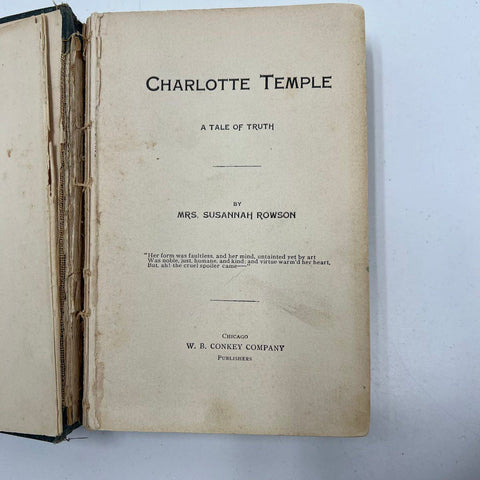 CHARLOTTE TEMPLE
A TALE OF TRUTH
BY
MRS. SUSANNAH ROWSON
"Her form was faultless, and her mind, untainted yet by art
Was noble, just, humane, and kind; and virtue warm'd her heart,
But, ah! the cruel spoiler came—"
CHICAGO
W. B. CONKEY COMPANY
PUBLISHERS